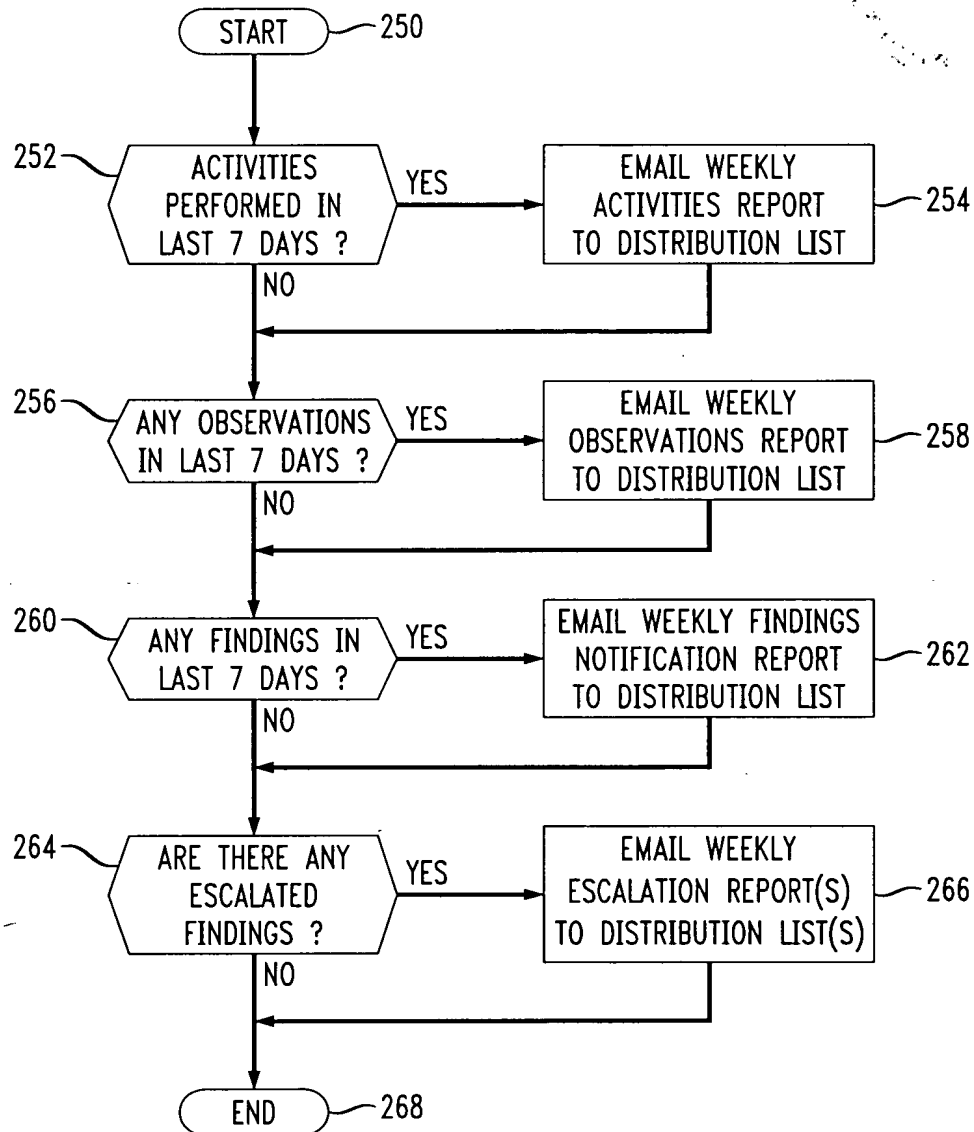 START
250
252
ACTIVITIES
PERFORMED IN
LAST 7 DAYS ?
YES
EMAIL WEEKLY
ACTIVITIES REPORT
TO DISTRIBUTION LIST
254
NO
256
ANY OBSERVATIONS
IN LAST 7 DAYS ?
YES
EMAIL WEEKLY
OBSERVATIONS REPORT
TO DISTRIBUTION LIST
258
NO
260
ANY FINDINGS IN
LAST 7 DAYS ?
YES
EMAIL WEEKLY FINDINGS
NOTIFICATION REPORT
TO DISTRIBUTION LIST
262
NO
264
ARE THERE ANY
ESCALATED
FINDINGS ?
YES
EMAIL WEEKLY
ESCALATION REPORT(S)
TO DISTRIBUTION LIST(S)
266
NO
END
268